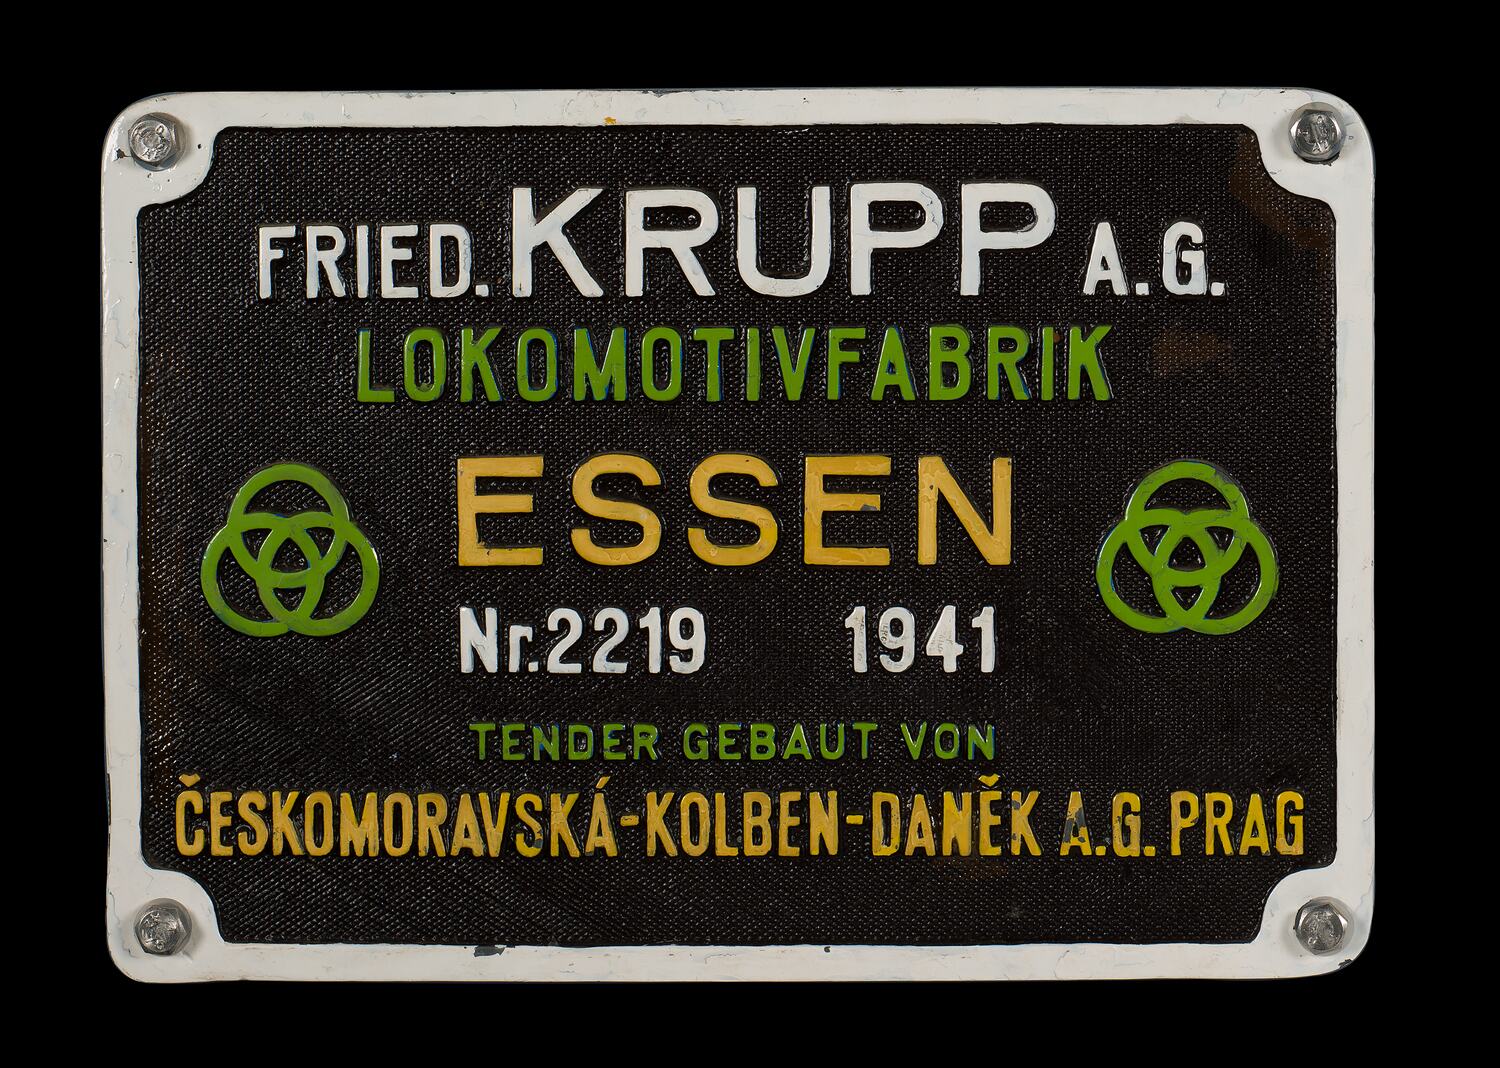 FRIED. KRUPP A.G.
LOKOMOTIVFABRIK
ESSEN
Nr. 2219 1941
TENDER GEBAUT VON
ČESKOMORAVSKÁ-KOLBEN-DANĚK A.G. PRAG